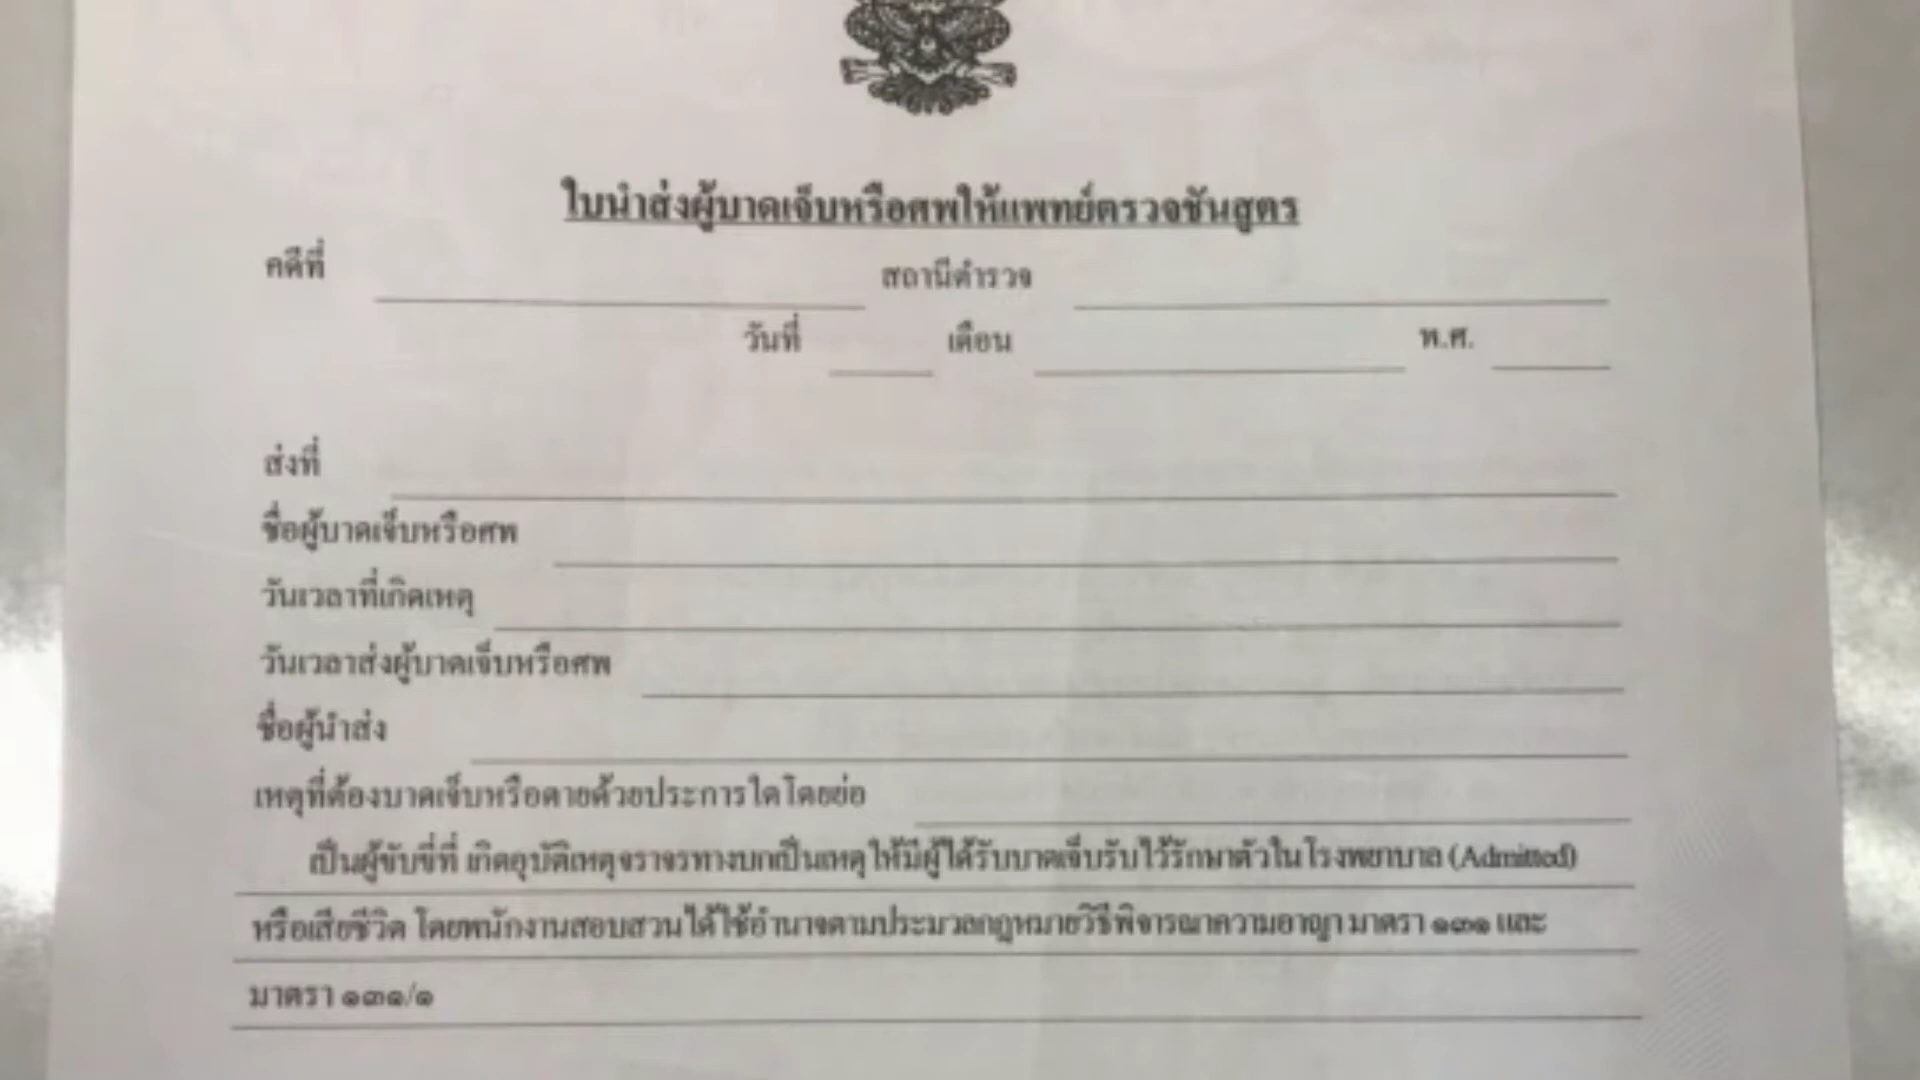 ใบนำส่งผู้บาดเจ็บหรือศพให้แพทย์ตรวจชันสูตร
คดีที่ สถานีตำรวจ
วันที่ เดือน พ.ศ.
ส่งที่
ชื่อผู้บาดเจ็บหรือศพ
วันเวลาที่เกิดเหตุ
วันเวลาส่งผู้บาดเจ็บหรือศพ
ชื่อผู้นำส่ง
เหตุที่ต้องบาดเจ็บหรือตายด้วยประการใดโดยย่อ
เป็นผู้ขับขี่ที่ เกิดอุบัติเหตุจราจรทางบกเป็นเหตุให้มีผู้ได้รับบาดเจ็บรับไว้รักษาตัวในโรงพยาบาล (Admitted)
หรือเสียชีวิต โดยพนักงานสอบสวนได้ใช้อำนาจตามประมวลกฎหมายวิธีพิจารณาความอาญา มาตรา ๑๓๑ และ
มาตรา ๑๓๑/๑